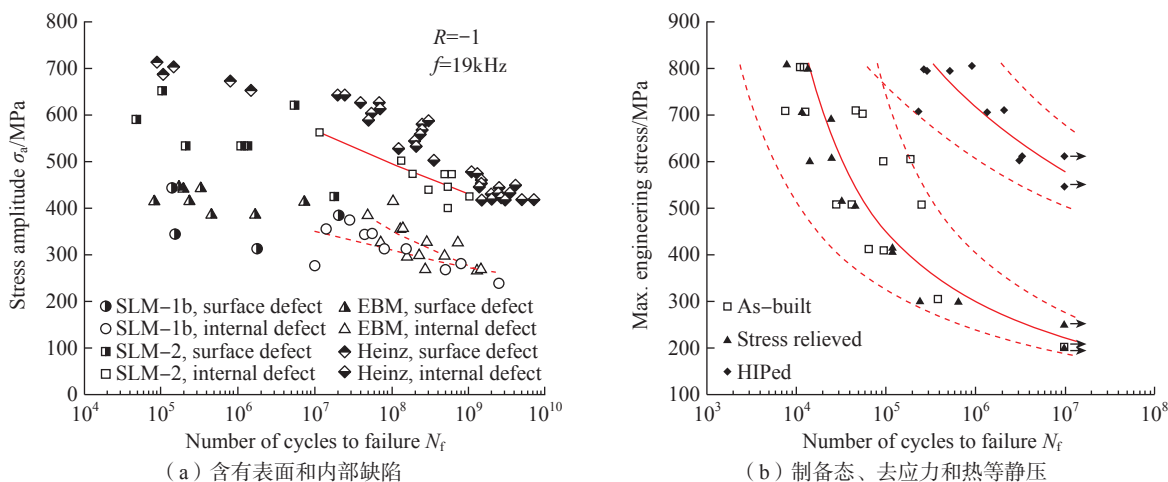 800
700
600
500
400
300
200
0
Stress amplitude σa/MPa
R=−1
f=19kHz
SLM−1b, surface defect
SLM−1b, internal defect
SLM−2, surface defect
SLM−2, internal defect
EBM, surface defect
EBM, internal defect
Heinz, surface defect
Heinz, internal defect
10^4 10^5 10^6 10^7 10^8 10^9 10^10
Number of cycles to failure Nf
（a）含有表面和内部缺陷
900
800
700
600
500
400
300
200
100
Max. engineering stress/MPa
As−built
Stress relieved
HIPed
10^3 10^4 10^5 10^6 10^7 10^8
Number of cycles to failure Nf
（b）制备态、去应力和热等静压